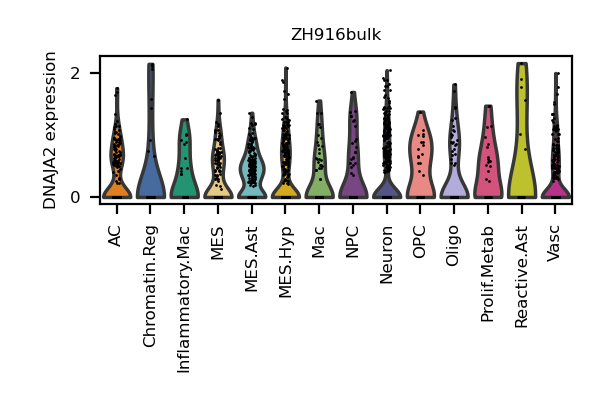 ZH916bulk
DNAJA2 expression
2
0
AC
Chromatin.Reg
Inflammatory.Mac
MES
MES.Ast
MES.Hyp
Mac
NPC
Neuron
OPC
Oligo
Prolif.Metab
Reactive.Ast
Vasc